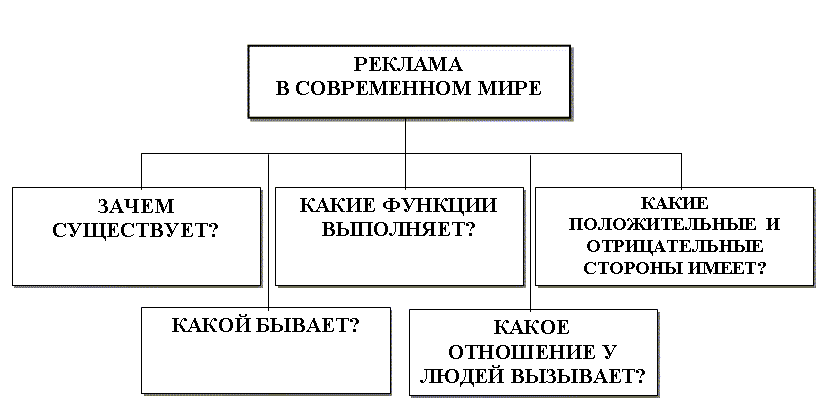 РЕКЛАМА
В СОВРЕМЕННОМ МИРЕ
ЗАЧЕМ
СУЩЕСТВУЕТ?
КАКИЕ ФУНКЦИИ
ВЫПОЛНЯЕТ?
КАКИЕ
ПОЛОЖИТЕЛЬНЫЕ И
ОТРИЦАТЕЛЬНЫЕ
СТОРОНЫ ИМЕЕТ?
КАКОЙ БЫВАЕТ?
КАКОЕ
ОТНОШЕНИЕ У
ЛЮДЕЙ ВЫЗЫВАЕТ?